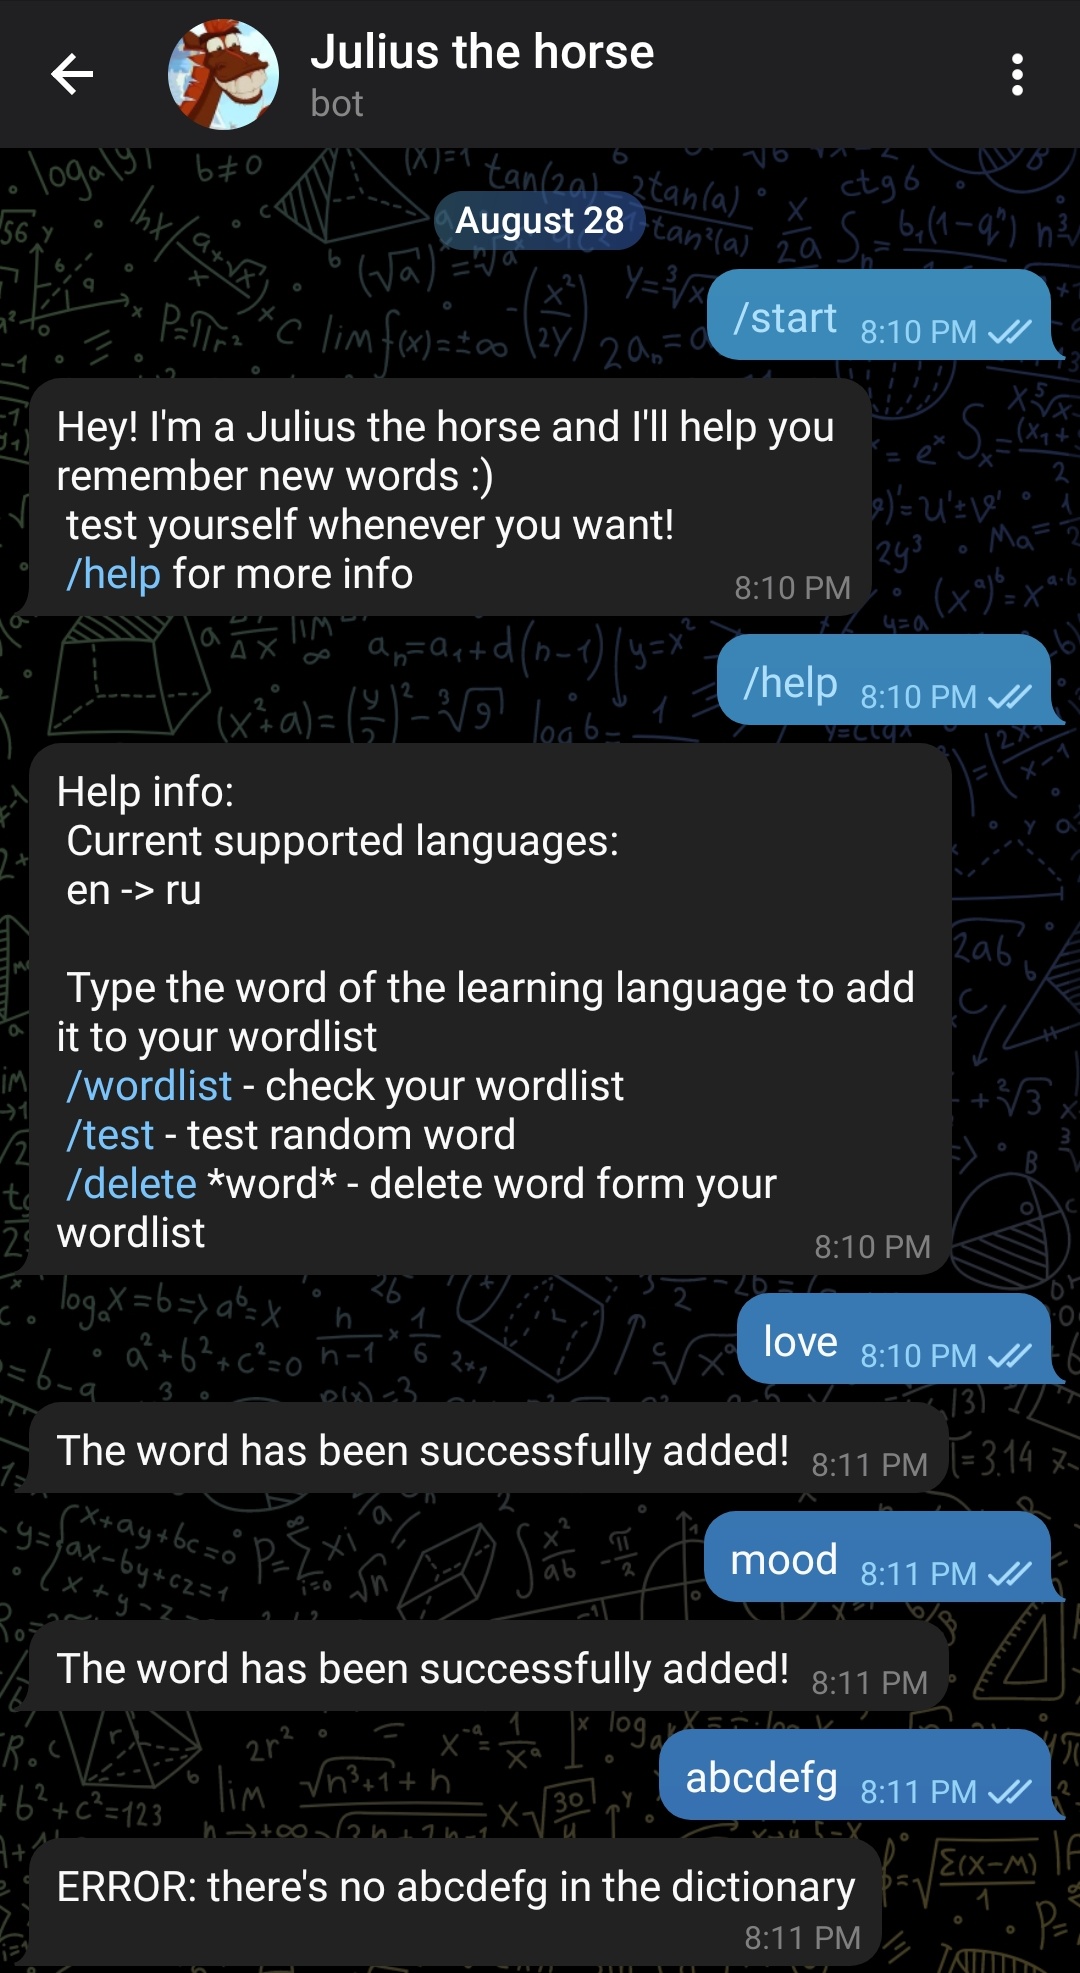 Julius the horse
bot
August 28
/start 8:10 PM
Hey! I'm a Julius the horse and I'll help you
remember new words :)
test yourself whenever you want!
/help for more info
8:10 PM
/help 8:10 PM
Help info:
Current supported languages:
en -> ru
Type the word of the learning language to add
it to your wordlist
/wordlist - check your wordlist
/test - test random word
/delete *word* - delete word form your
wordlist
8:10 PM
love 8:10 PM
The word has been successfully added! 8:11 PM
mood 8:11 PM
The word has been successfully added! 8:11 PM
abcdefg 8:11 PM
ERROR: there's no abcdefg in the dictionary
8:11 PM